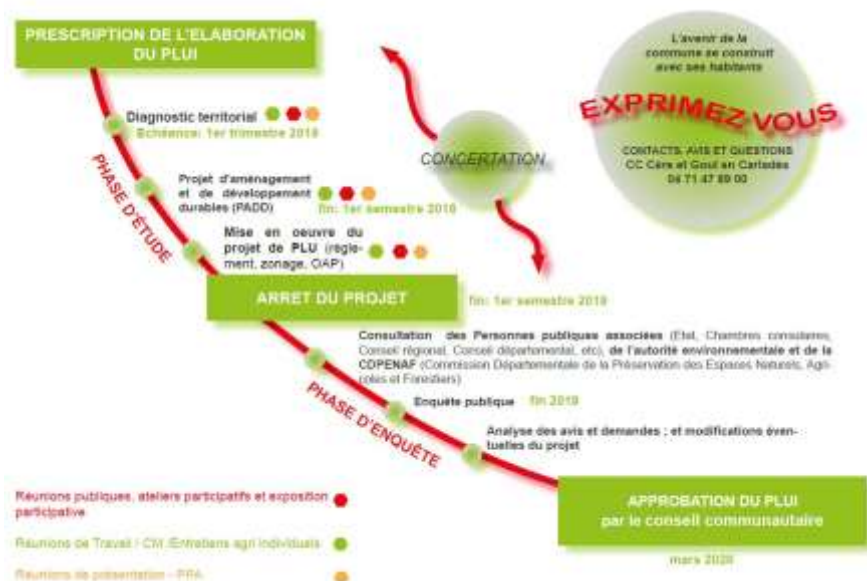 PRESCRIPTION DE L'ELABORATION
DU PLUI
Diagnostic territorial
Echéance: 1er trimestre 2018
Projet d'aménagement
et de développement
durables (PADD)
fin: 1er semestre 2018
Mise en oeuvre du
projet de PLU (règle-
ment, zonage, OAP)
PHASE D'ÉTUDE
CONCERTATION
L'avenir de la
commune se construit
avec ses habitants
EXPRIMEZ VOUS
CONTACTS, AVIS ET QUESTIONS
CC Cère et Goul en Carladès
04 71 47 89 00
ARRET DU PROJET
fin: 1er semestre 2019
Consultation des Personnes publiques associées (Etat, Chambres consulaires,
Conseil régional, Conseil départemental, etc), de l'autorité environnementale et de la
CDPENAF (Commission Départementale de la Préservation des Espaces Naturels, Agri-
coles et Forestiers)
Enquête publique
fin 2019
Analyse des avis et demandes ; et modifications éven-
tuelles du projet
PHASE D'ENQUÊTE
APPROBATION DU PLUI
par le conseil communautaire
mars 2020
Réunions publiques, ateliers participatifs et exposition
participative
Réunions de Travail / CM /Entretiens agri individuels
Réunions de présentation - PPA